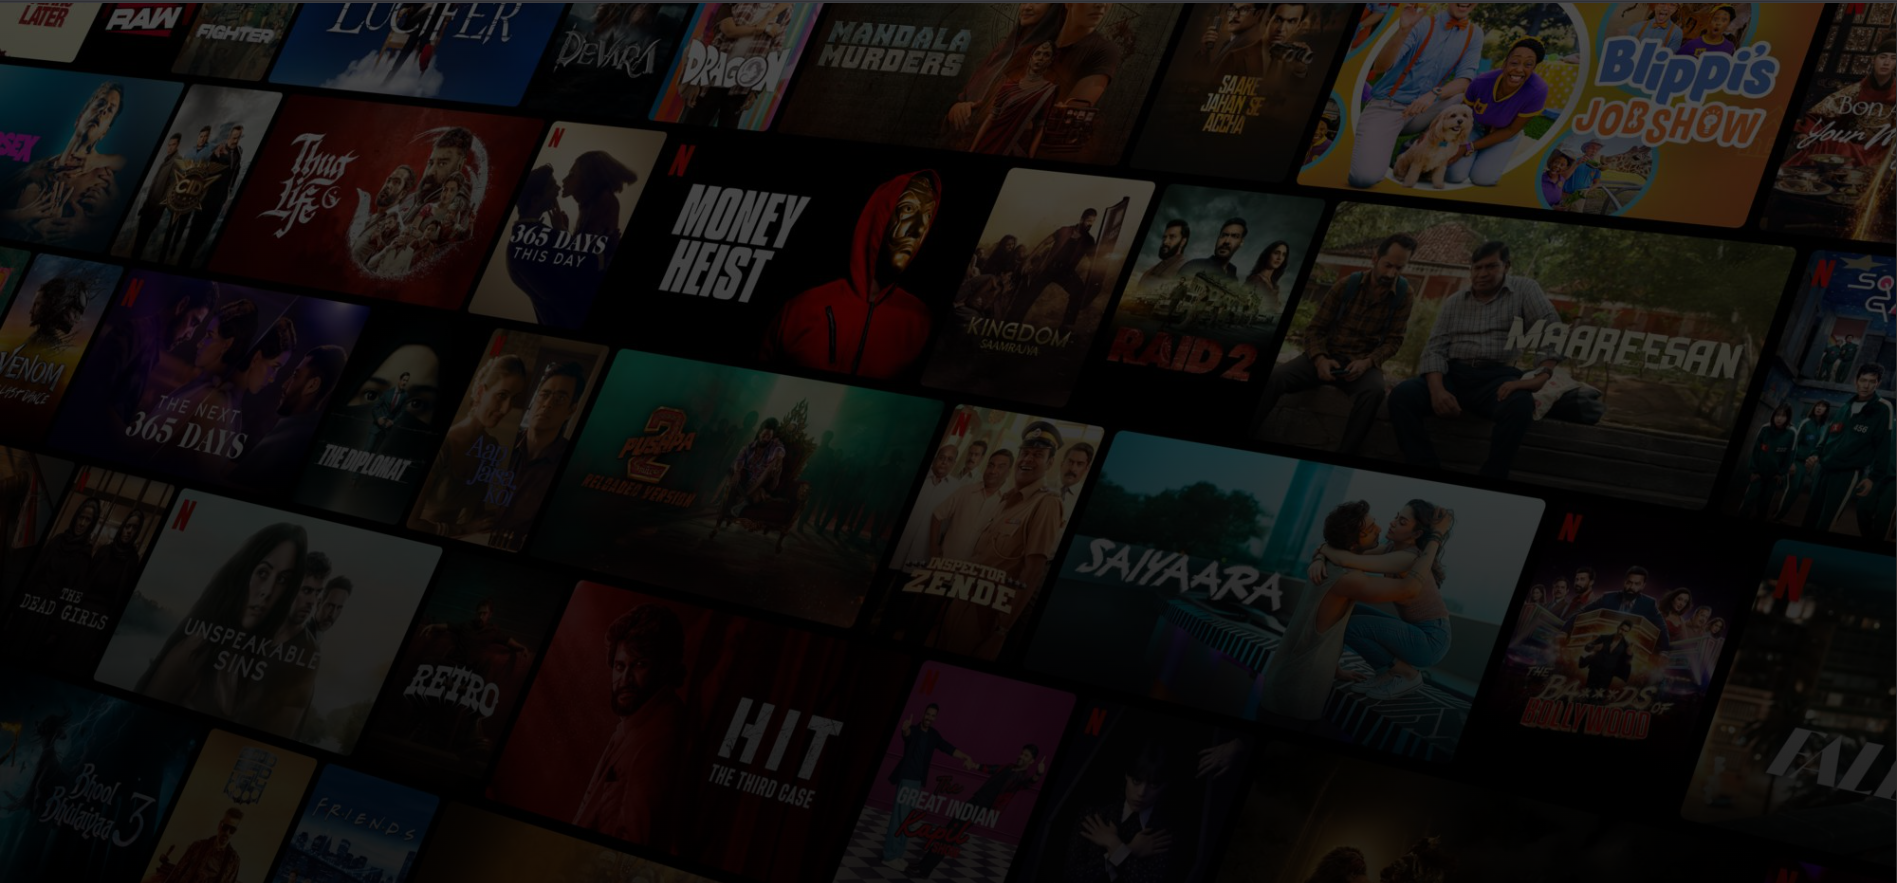 LATER
RAW
FIGHTER
LUCIFER
DEVARA
DRAGON
MANDALA
MURDERS
SAARE
JAHAN SE
ACCHA
Blippi's
JOB SHOW
BON
Your
SEX
CID
Thug
Life
365 DAYS
THIS DAY
MONEY
HEIST
KINGDOM
SAAMRAJYA
RAID 2
MAAREESAN
456
VENOM
THE NEXT
365 DAYS
THE DIPLOMAT
Aap
Jaisa
Koi
2
PUSHPA
RELOADED VERSION
INSPECTOR
ZENDE
SAIYAARA
THE
BA***DS OF
BOLLYWOOD
THE
DEAD GIRLS
UNSPEAKABLE
SINS
RETRO
HIT
THE THIRD CASE
The
GREAT INDIAN
Kapil
Bhool
Bhulaiyaa 3
FRIENDS